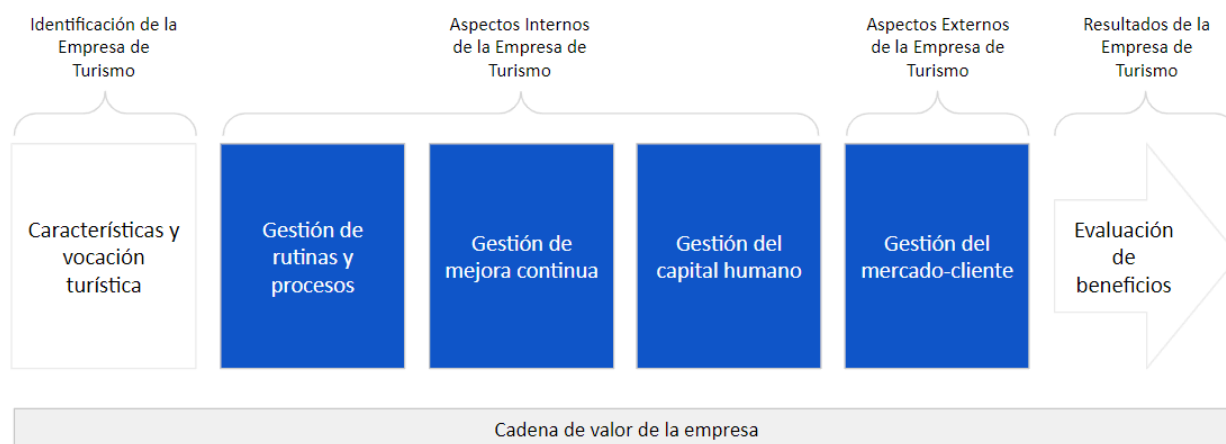 Identificación de la
Empresa de
Turismo
Aspectos Internos
de la Empresa de
Turismo
Aspectos Externos
de la Empresa de
Turismo
Resultados de la
Empresa de
Turismo
Característicås y
vocación
turística
Gestión de
rutinas y
procesos
Gestión de
mejora continua
Gestión del
capital humano
Gestión del
mercado-cliente
Evaluación
de
beneficios
Cadena de valor de la empresa